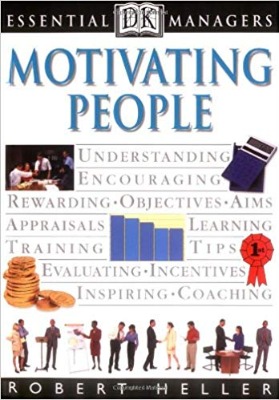 ESSENTIAL DK MANAGERS
MOTIVATING
PEOPLE
UNDERSTANDING
ENCOURAGING
REWARDING • OBJECTIVES • AIMS
APPRAISALS LEARNING
TRAINING TIPS
EVALUATING • INCENTIVES
INSPIRING • COACHING
1st
ROBERT HELLER